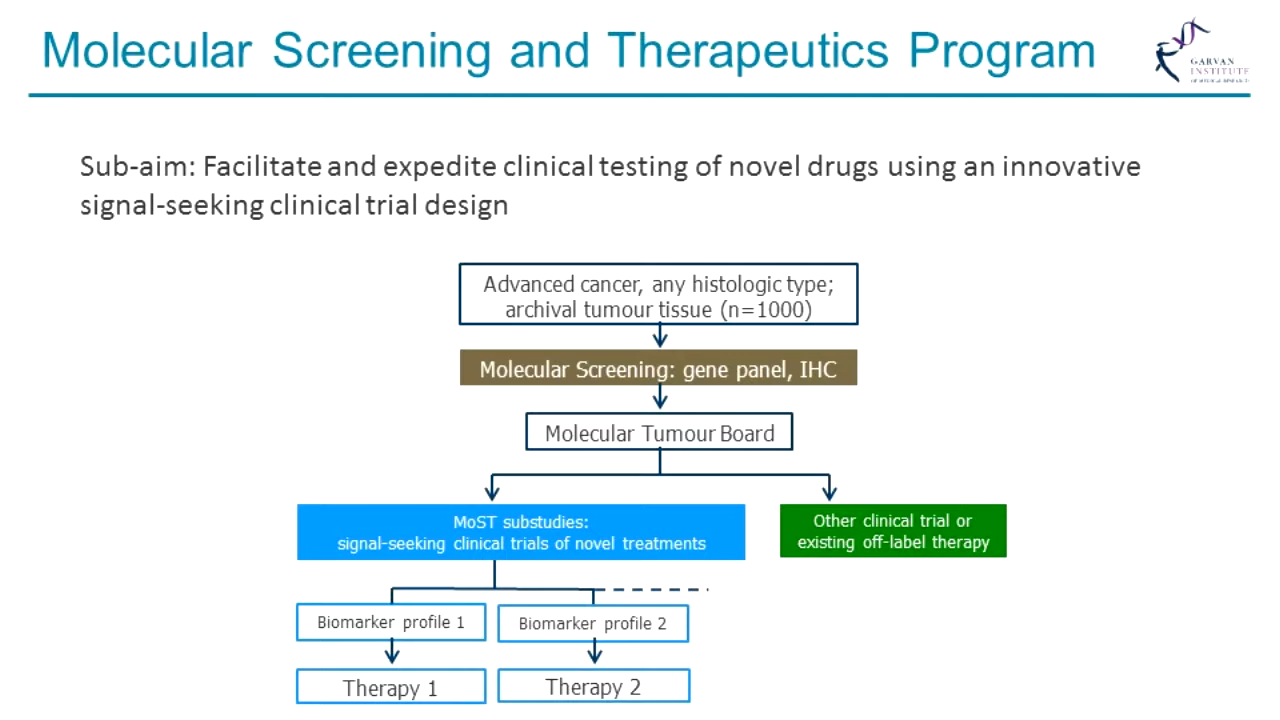 Molecular Screening and Therapeutics Program
GARVAN
INSTITUTE
OF MEDICAL RESEARCH
Sub-aim: Facilitate and expedite clinical testing of novel drugs using an innovative
signal-seeking clinical trial design
Advanced cancer, any histologic type;
archival tumour tissue (n=1000)
Molecular Screening: gene panel, IHC
Molecular Tumour Board
MoST substudies:
signal-seeking clinical trials of novel treatments
Other clinical trial or
existing off-label therapy
Biomarker profile 1
Biomarker profile 2
Therapy 1
Therapy 2